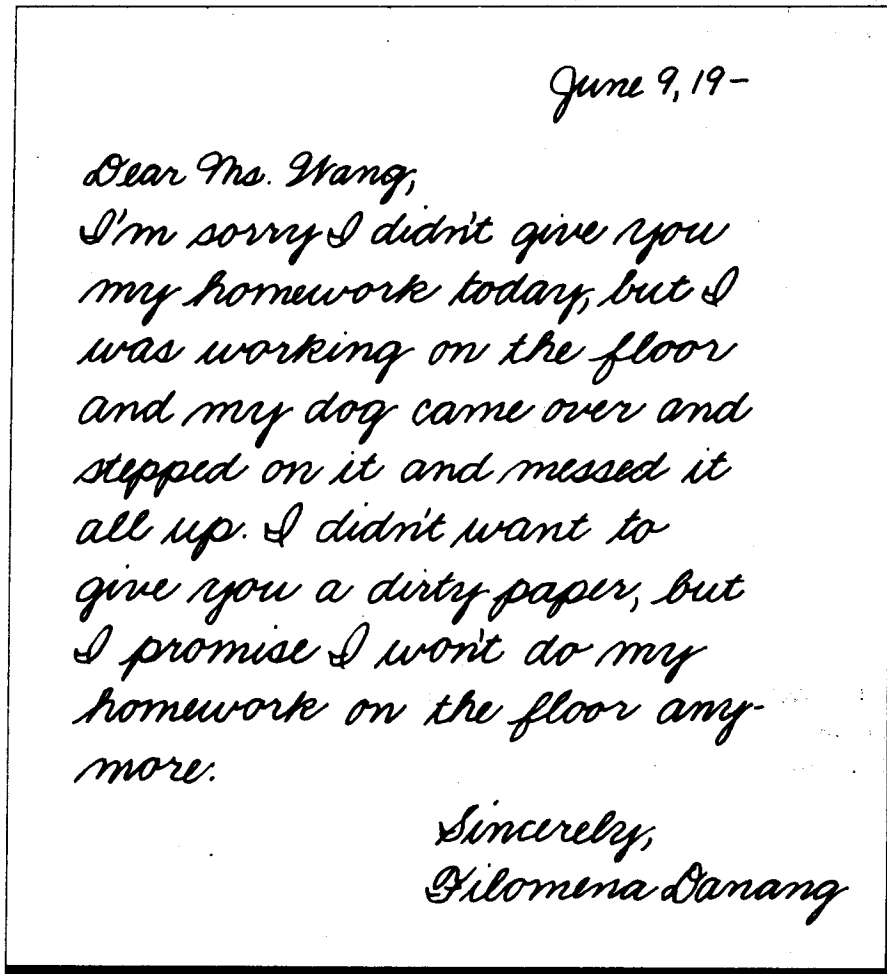 June 9, 19-
Dear Ms. Wang,
I'm sorry I didn't give you
my homework today, but I
was working on the floor
and my dog came over and
stepped on it and messed it
all up. I didn't want to
give you a dirty paper, but
I promise I won't do my
homework on the floor any-
more.
Sincerely,
Filomena Danang